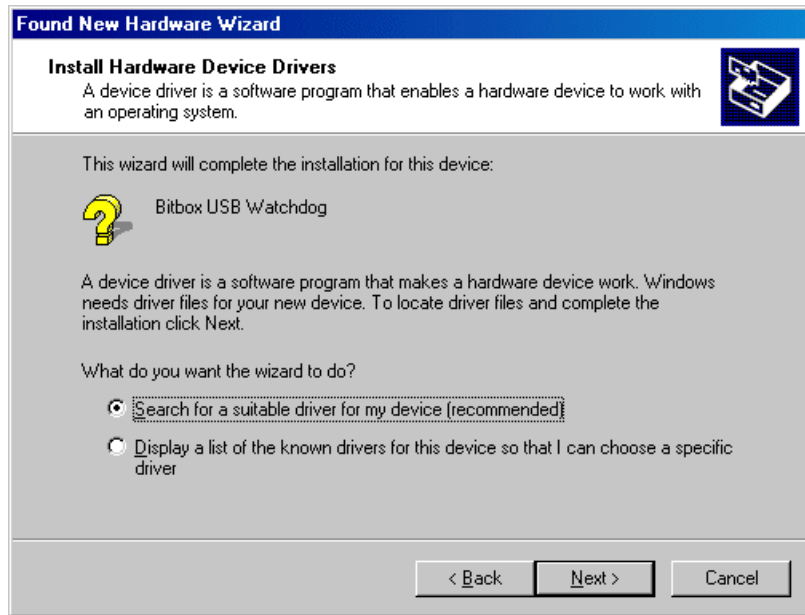 Found New Hardware Wizard
Install Hardware Device Drivers
A device driver is a software program that enables a hardware device to work with
an operating system.
This wizard will complete the installation for this device:
Bitbox USB Watchdog
A device driver is a software program that makes a hardware device work. Windows
needs driver files for your new device. To locate driver files and complete the
installation click Next.
What do you want the wizard to do?
Search for a suitable driver for my device (recommended)
Display a list of the known drivers for this device so that I can choose a specific
driver
< Back Next > Cancel